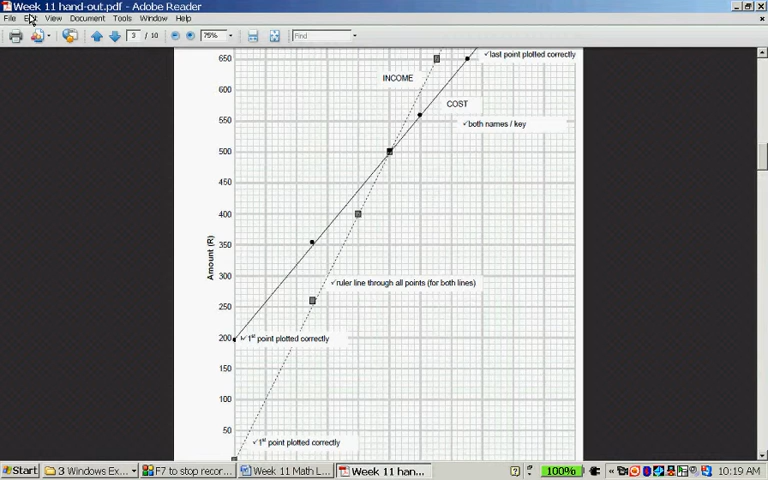 Week 11 hand-out.pdf - Adobe Reader
File Edit View Document Tools Window Help
3 / 10 75% Find
650 ✓last point plotted correctly
INCOME
600
COST
550 ✓both names / key
500
450
400
350
Amount (R)
300
✓ruler line through all points (for both lines)
250
200 ✓1st point plotted correctly
150
100
50
✓1st point plotted correctly
Start 3 Windows Ex... F7 to stop recor... Week 11 Math L... Week 11 han... 100% 10:19 AM